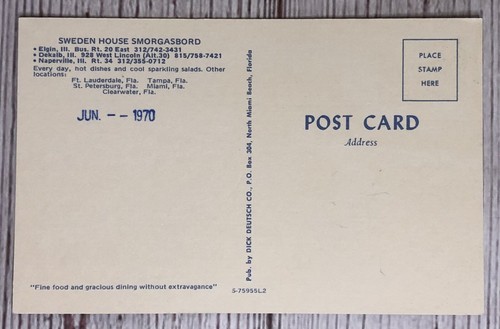 SWEDEN HOUSE SMORGASBORD
• Elgin, Ill. Bus. Rt. 20 East 312/742-3431
• Dekalb, Ill. 928 West Lincoln (Alt.30) 815/758-7421
• Naperville, Ill. Rt. 34 312/355-0712
Every day, hot dishes and cool sparkling salads. Other
locations:
Ft. Lauderdale, Fla. Tampa, Fla.
St. Petersburg, Fla. Miami, Fla.
Clearwater, Fla.
JUN. -- 1970
"Fine food and gracious dining without extravagance"
Pub. by DICK DEUTSCH CO., P.O. Box 304, North Miami Beach, Florida
S-75955L2
PLACE
STAMP
HERE
POST CARD
Address